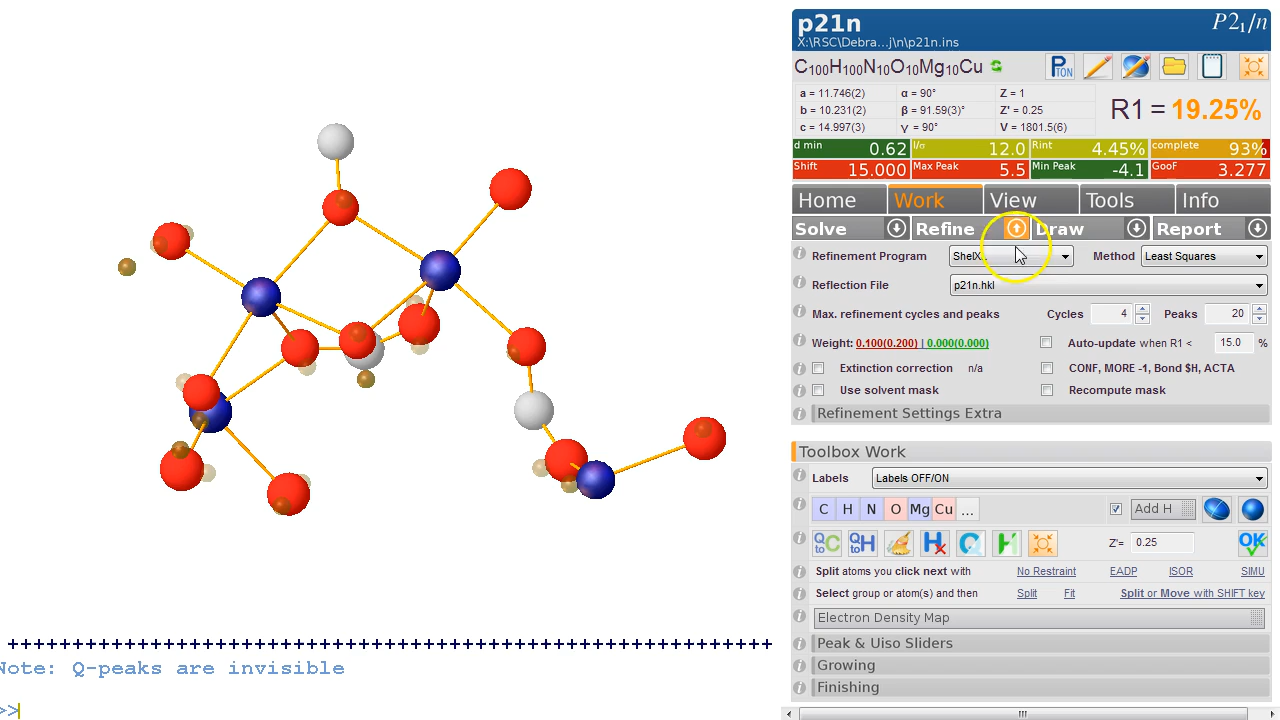 p21n P2₁/n
X:\RSC\Debra...j\n\p21n.ins
C₁₀₀H₁₀₀N₁₀O₁₀Mg₁₀Cu PTON
a = 11.746(2) α = 90° Z = 1
b = 10.231(2) β = 91.59(3)° Z' = 0.25 R1 = 19.25%
c = 14.997(3) γ = 90° V = 1801.5(6)
d min 0.62 I/σ 12.0 Rint 4.45% complete 93%
Shift 15.000 Max Peak 5.5 Min Peak -4.1 GooF 3.277
Home Work View Tools Info
Solve Refine Draw Report
Refinement Program Method Least Squares
Reflection File p21n.hkl
Max. refinement cycles and peaks Cycles 4 Peaks 20
Weight: 0.100(0.200) | 0.000(0.000) Auto-update when R1 < 15.0 %
Extinction correction n/a CONF, MORE -1, Bond $H, ACTA
Use solvent mask Recompute mask
Refinement Settings Extra
Toolbox Work
Labels Labels OFF/ON
C H N O Mg Cu ... Add H
QtoC QtoH H H Z'= 0.25 OK
Split atoms you click next with No Restraint EADP ISOR SIMU
Select group or atom(s) and then Split Fit Split or Move with SHIFT key
Electron Density Map
Peak & Uiso Sliders
Growing
Finishing
+++++++++++++++++++++++++++++++++++++++++++++++++++++++++++
Note: Q-peaks are invisible
>>